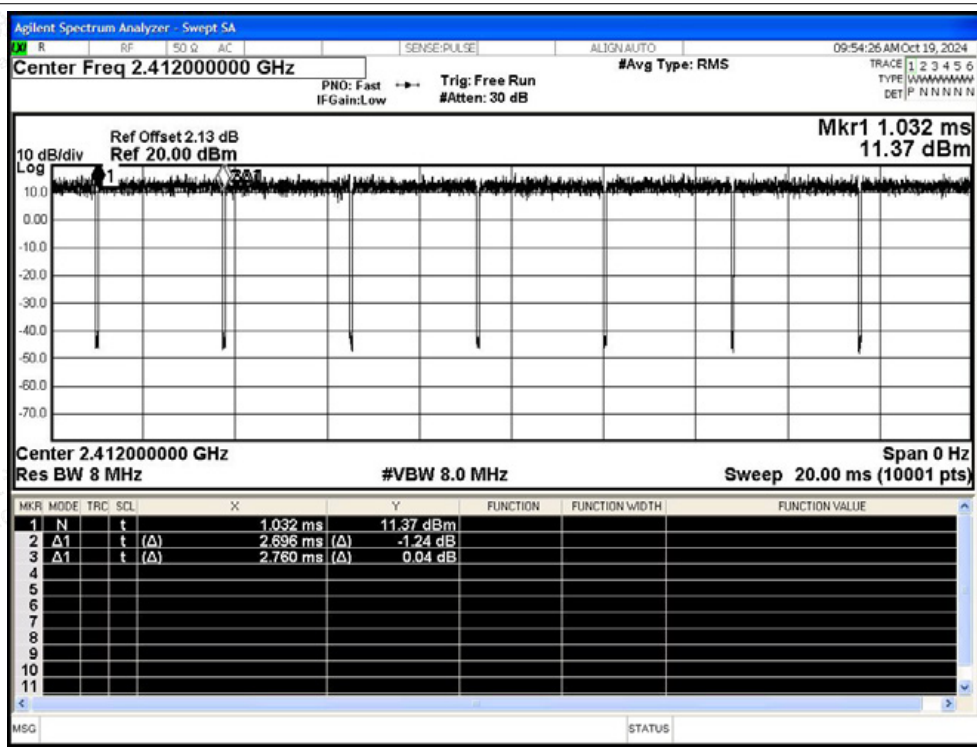 Agilent Spectrum Analyzer - Swept SA
R RF 50 Ω AC SENSE:PULSE ALIGN AUTO 09:54:26 AM Oct 19, 2024
Center Freq 2.412000000 GHz #Avg Type: RMS TRACE 1 2 3 4 5 6
PNO: Fast Trig: Free Run TYPE WWWWWW
IFGain:Low #Atten: 30 dB DET P N N N N N
Mkr1 1.032 ms
Ref Offset 2.13 dB
10 dB/div Ref 20.00 dBm 11.37 dBm
Log
1
10.0
0.00
-10.0
-20.0
-30.0
-40.0
-50.0
-60.0
-70.0
Center 2.412000000 GHz Span 0 Hz
Res BW 8 MHz #VBW 8.0 MHz Sweep 20.00 ms (10001 pts)
MKR MODE TRC SCL X Y FUNCTION FUNCTION WIDTH FUNCTION VALUE
1 N t 1.032 ms 11.37 dBm
2 Δ1 t (Δ) 2.696 ms (Δ) -1.24 dB
3 Δ1 t (Δ) 2.760 ms (Δ) 0.04 dB
4
5
6
7
8
9
10
11
MSG STATUS